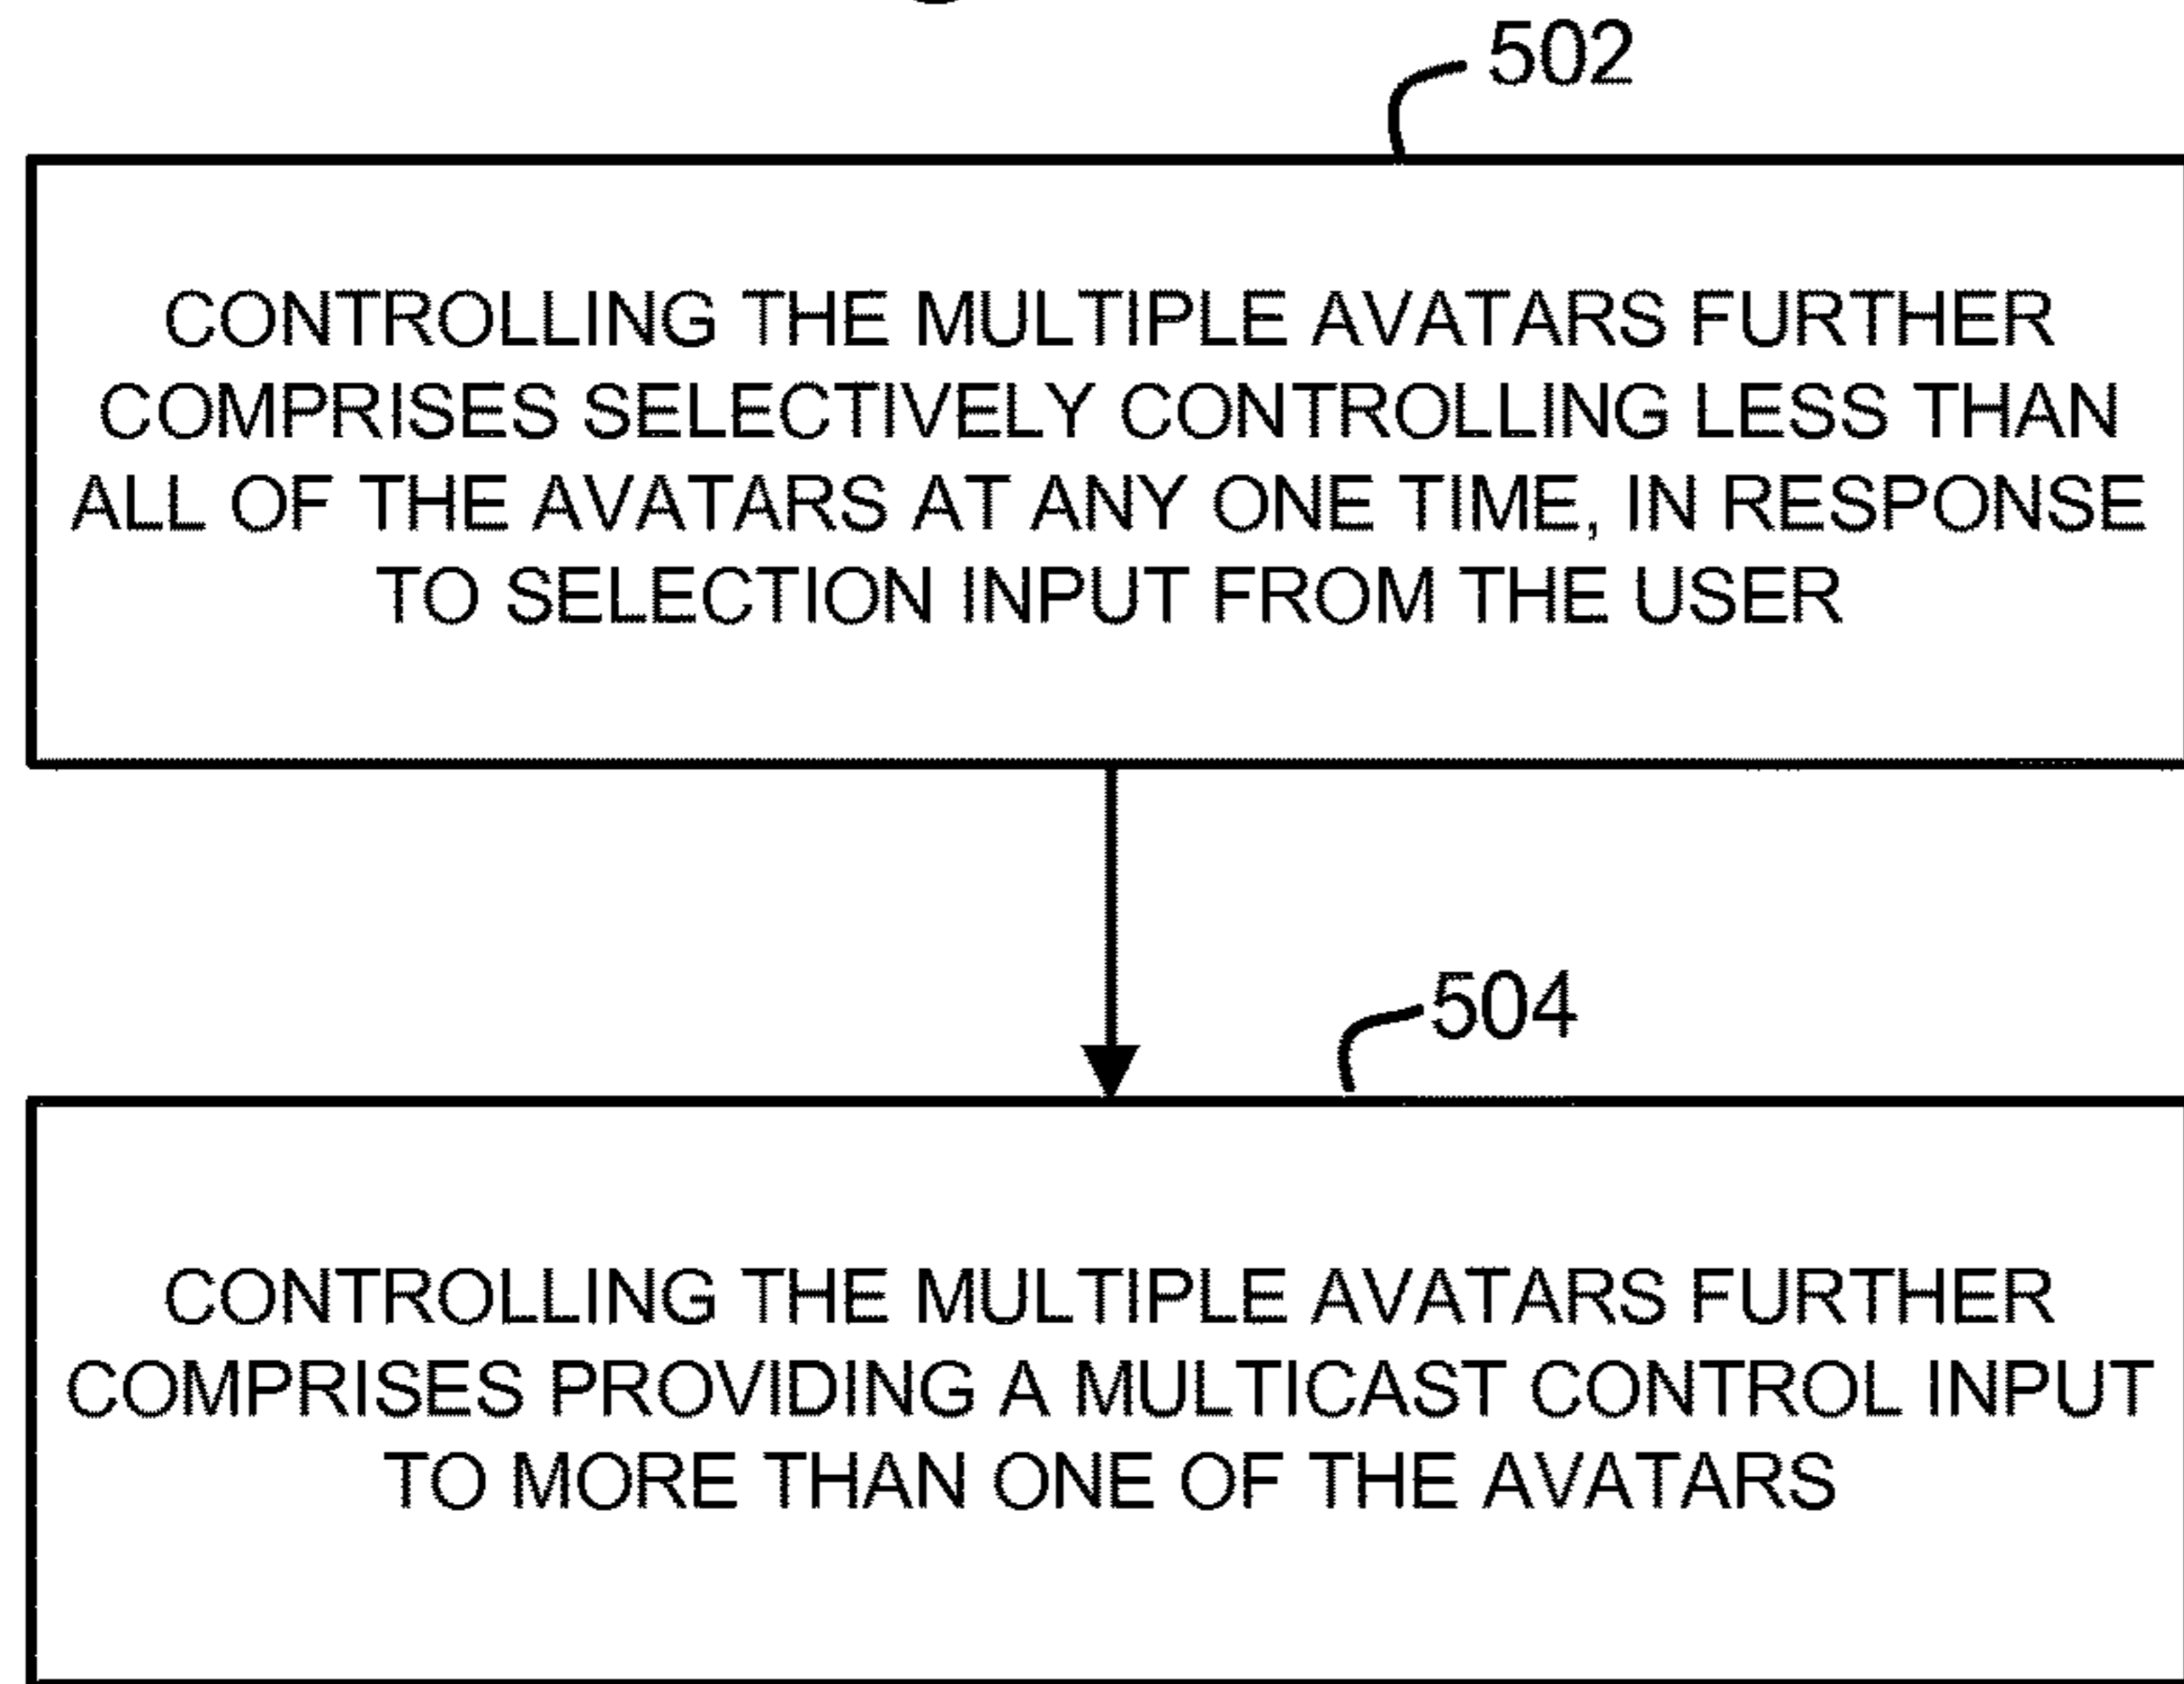 502
CONTROLLING THE MULTIPLE AVATARS FURTHER
COMPRISES SELECTIVELY CONTROLLING LESS THAN
ALL OF THE AVATARS AT ANY ONE TIME, IN RESPONSE
TO SELECTION INPUT FROM THE USER
504
CONTROLLING THE MULTIPLE AVATARS FURTHER
COMPRISES PROVIDING A MULTICAST CONTROL INPUT
TO MORE THAN ONE OF THE AVATARS